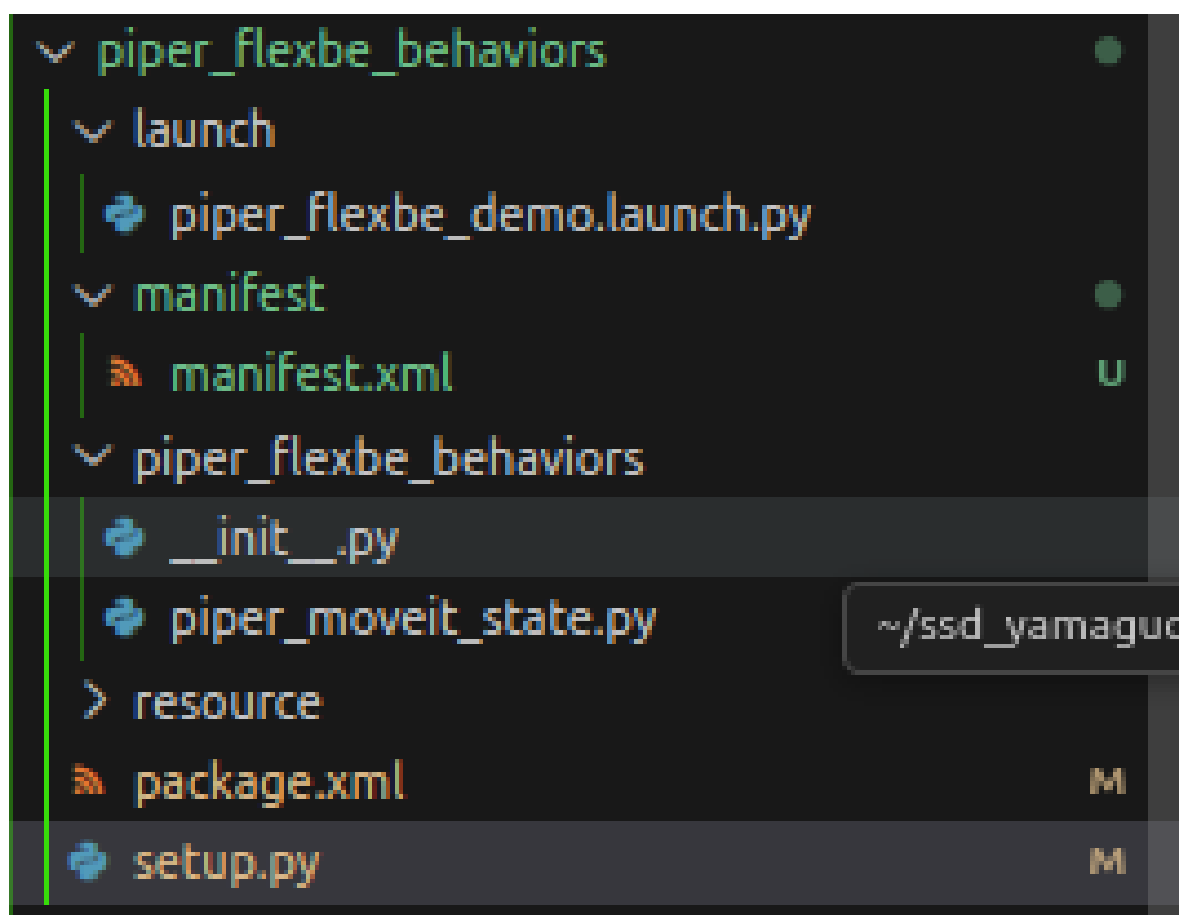 piper_flexbe_behaviors
launch
piper_flexbe_demo.launch.py
manifest
manifest.xml U
piper_flexbe_behaviors
__init__.py
piper_moveit_state.py
~/ssd_yamaguc
resource
package.xml M
setup.py M